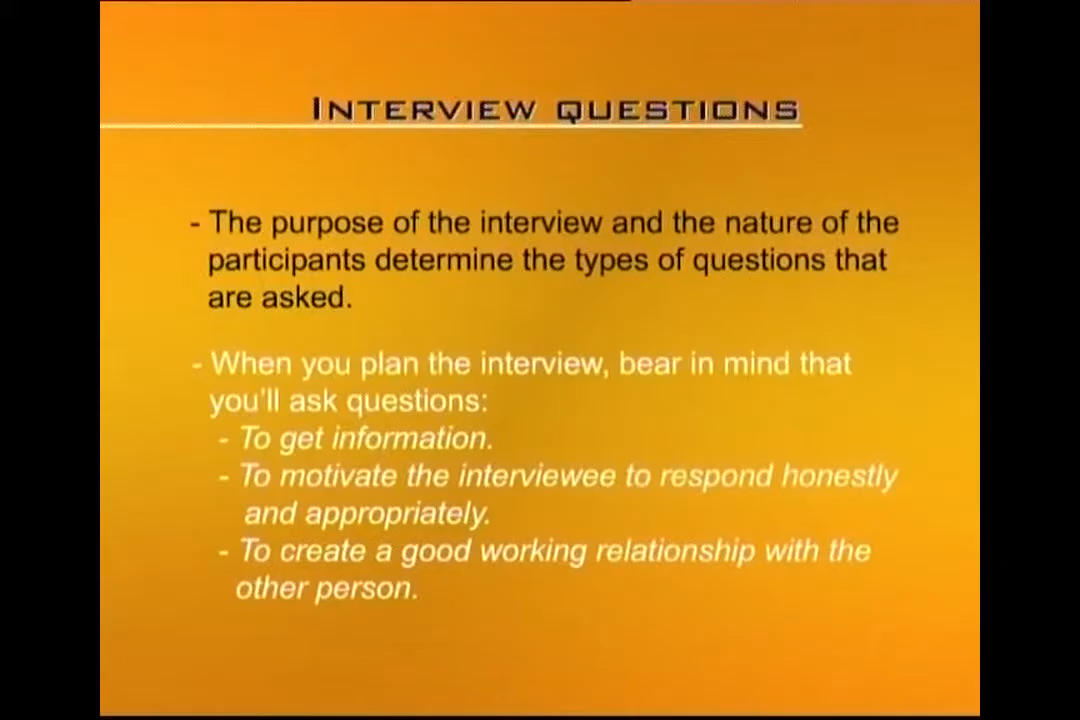 INTERVIEW QUESTIONS
- The purpose of the interview and the nature of the
participants determine the types of questions that
are asked.
- When you plan the interview, bear in mind that
you'll ask questions:
- To get information.
- To motivate the interviewee to respond honestly
and appropriately.
- To create a good working relationship with the
other person.